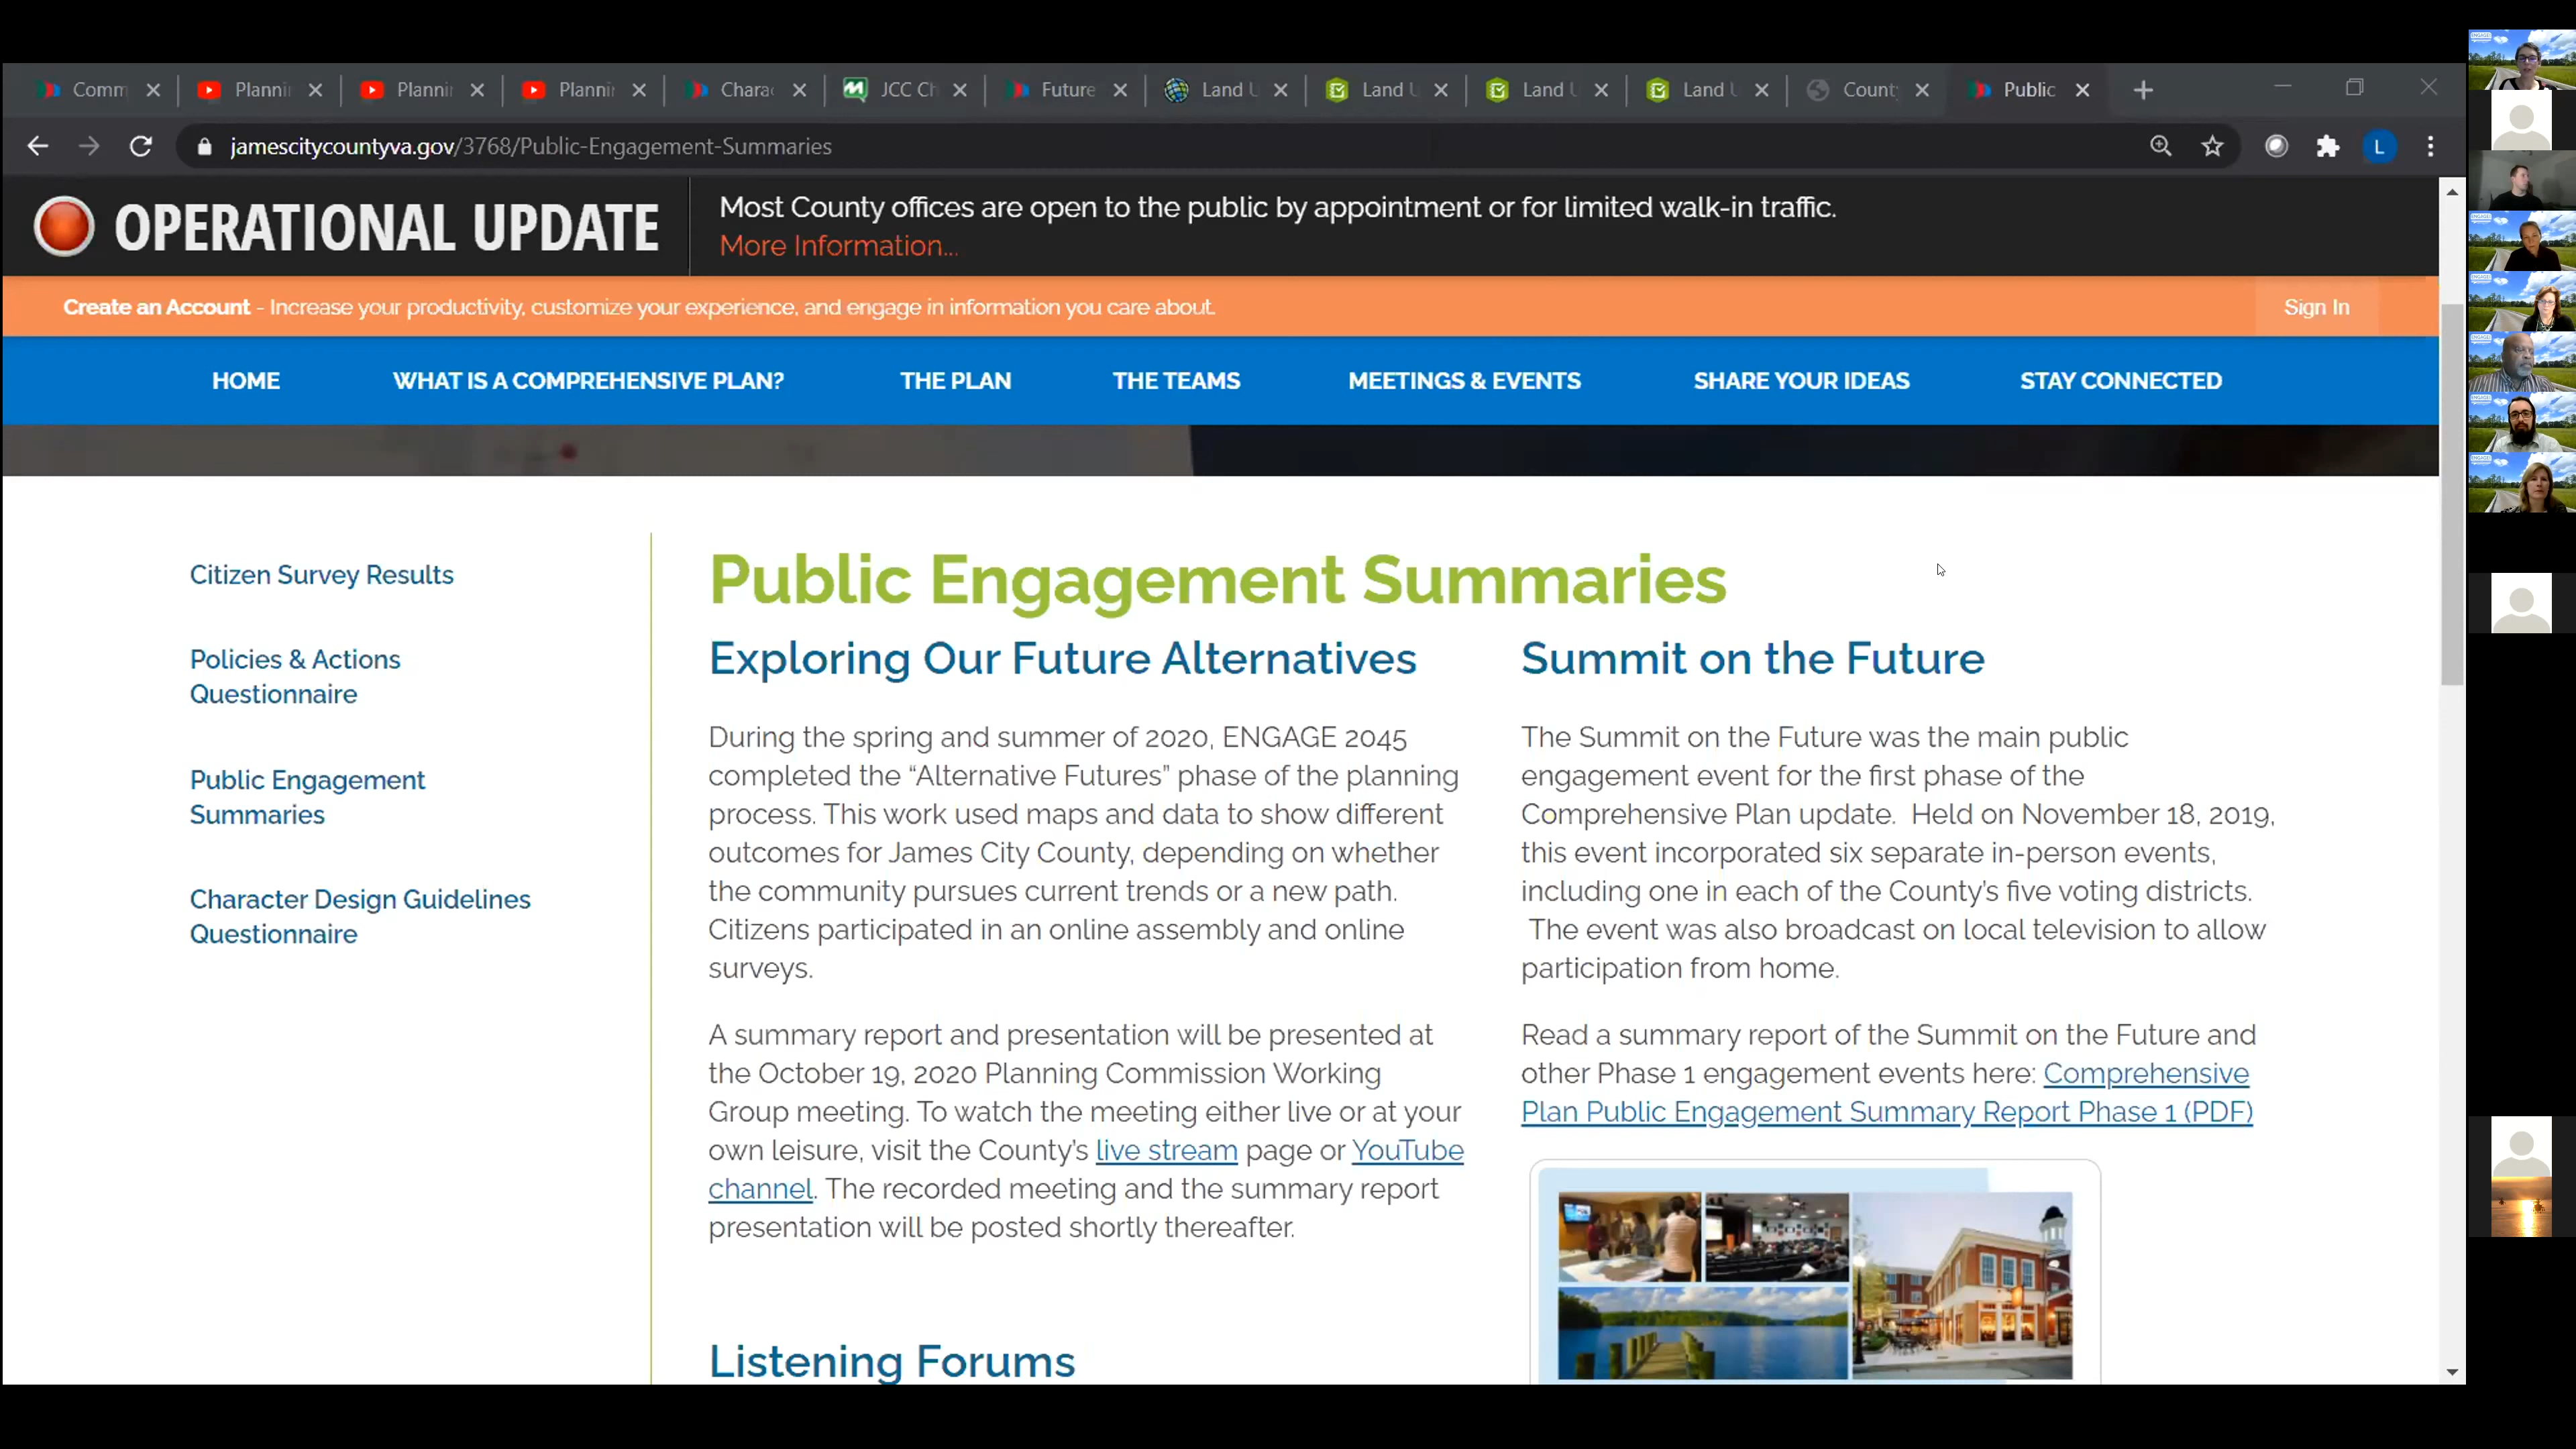 Comm
Plannin
Plannin
Plannin
Charac
JCC Ch
Future
Land U
Land U
Land U
Land U
County
Public
jamescitycountyva.gov/3768/Public-Engagement-Summaries
L
OPERATIONAL UPDATE
Most County offices are open to the public by appointment or for limited walk-in traffic.
More Information...
Create an Account - Increase your productivity, customize your experience, and engage in information you care about.
Sign In
HOME
WHAT IS A COMPREHENSIVE PLAN?
THE PLAN
THE TEAMS
MEETINGS & EVENTS
SHARE YOUR IDEAS
STAY CONNECTED
Citizen Survey Results
Policies & Actions
Questionnaire
Public Engagement
Summaries
Character Design Guidelines
Questionnaire
Public Engagement Summaries
Exploring Our Future Alternatives
During the spring and summer of 2020, ENGAGE 2045
completed the “Alternative Futures” phase of the planning
process. This work used maps and data to show different
outcomes for James City County, depending on whether
the community pursues current trends or a new path.
Citizens participated in an online assembly and online
surveys.
A summary report and presentation will be presented at
the October 19, 2020 Planning Commission Working
Group meeting. To watch the meeting either live or at your
own leisure, visit the County's live stream page or YouTube
channel. The recorded meeting and the summary report
presentation will be posted shortly thereafter.
Listening Forums
Summit on the Future
The Summit on the Future was the main public
engagement event for the first phase of the
Comprehensive Plan update. Held on November 18, 2019,
this event incorporated six separate in-person events,
including one in each of the County's five voting districts.
The event was also broadcast on local television to allow
participation from home.
Read a summary report of the Summit on the Future and
other Phase 1 engagement events here: Comprehensive
Plan Public Engagement Summary Report Phase 1 (PDF)